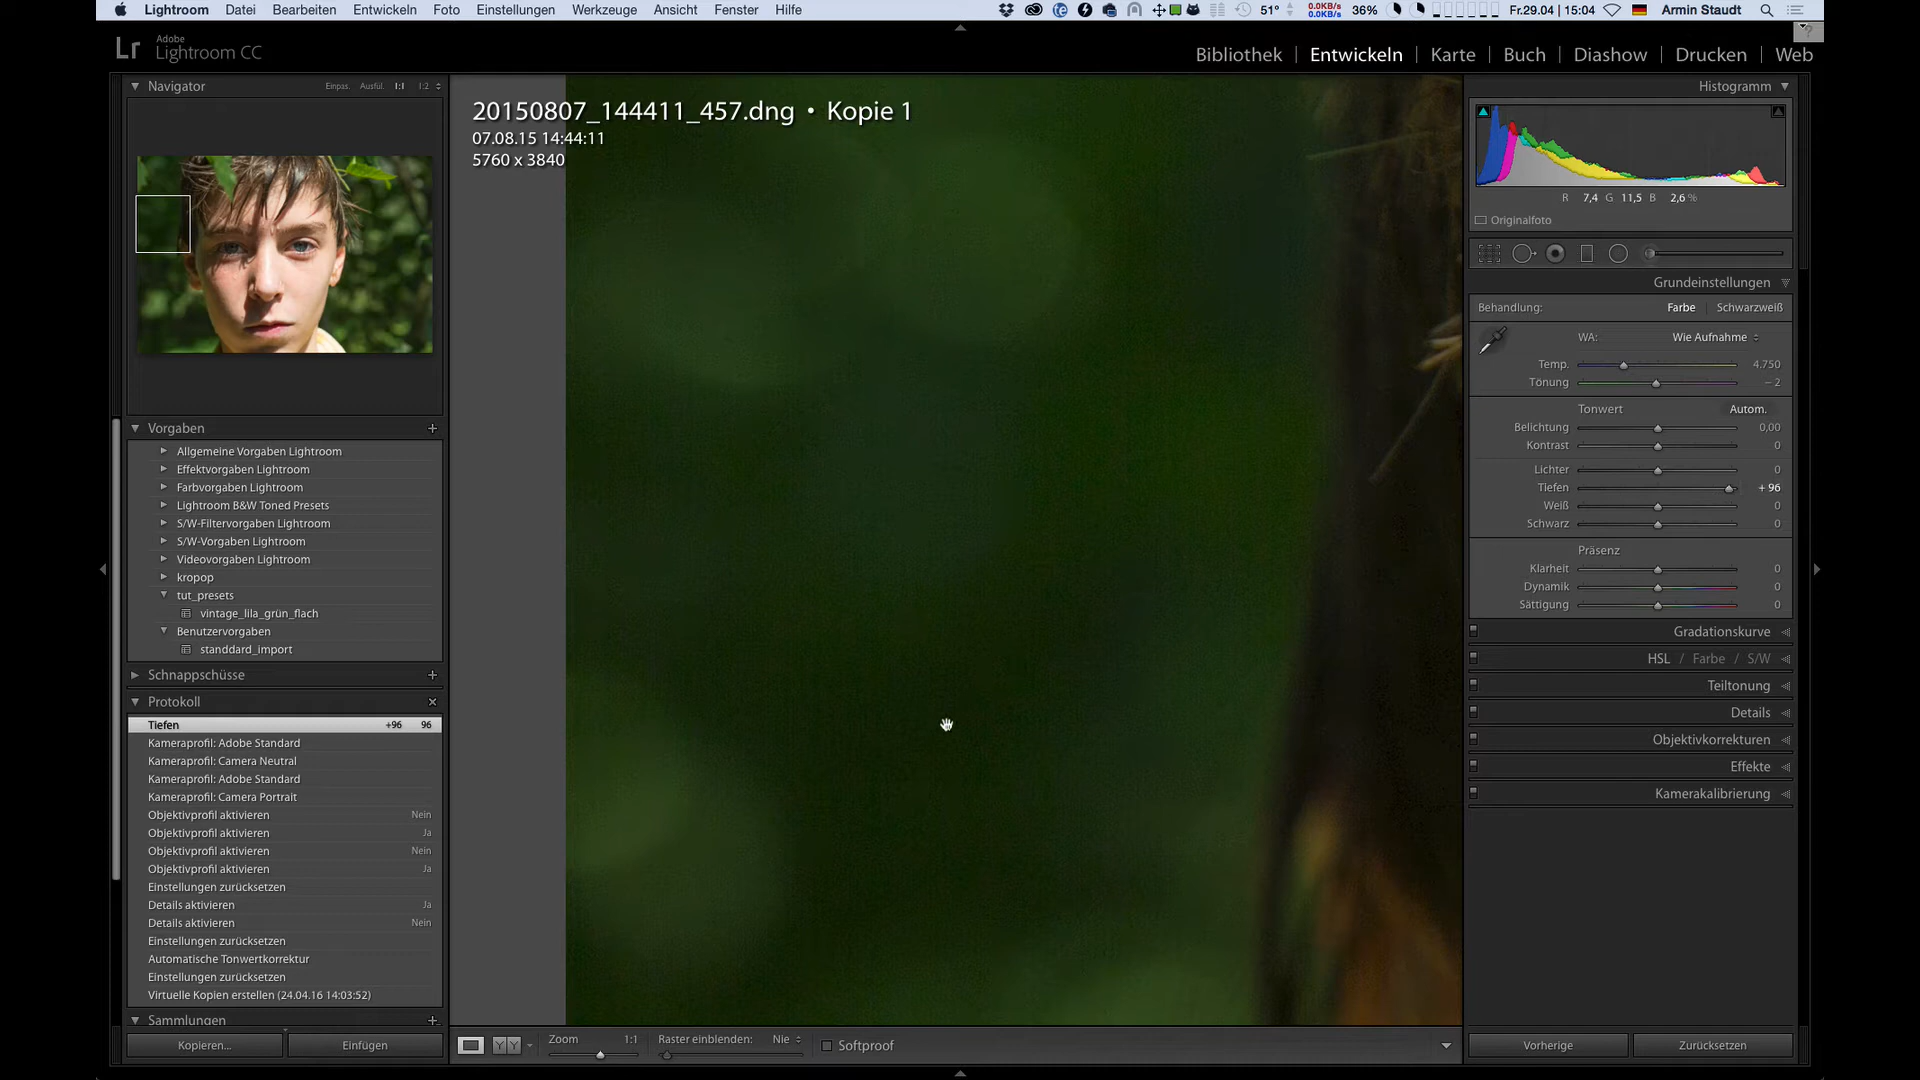 Lightroom Datei Bearbeiten Entwickeln Foto Einstellungen Werkzeuge Ansicht Fenster Hilfe
51° 0.0KB/s 0.0KB/s 36% Fr.29.04 | 15:04 Armin Staudt
Lr Adobe Lightroom CC
Bibliothek | Entwickeln | Karte | Buch | Diashow | Drucken | Web
Navigator Einpas. Ausfül. 1:1 1:2
Vorgaben
Allgemeine Vorgaben Lightroom
Effektvorgaben Lightroom
Farbvorgaben Lightroom
Lightroom B&W Toned Presets
S/W-Filtervorgaben Lightroom
S/W-Vorgaben Lightroom
Videovorgaben Lightroom
kropop
tut_presets
vintage_lila_grün_flach
Benutzervorgaben
standdard_import
Schnappschüsse
Protokoll
Tiefen +96 96
Kameraprofil: Adobe Standard
Kameraprofil: Camera Neutral
Kameraprofil: Adobe Standard
Kameraprofil: Camera Portrait
Objektivprofil aktivieren Nein
Objektivprofil aktivieren Ja
Objektivprofil aktivieren Nein
Objektivprofil aktivieren Ja
Einstellungen zurücksetzen
Details aktivieren Ja
Details aktivieren Nein
Einstellungen zurücksetzen
Automatische Tonwertkorrektur
Einstellungen zurücksetzen
Virtuelle Kopien erstellen (24.04.16 14:03:52)
Sammlungen
Kopieren... Einfügen
20150807_144411_457.dng • Kopie 1
07.08.15 14:44:11
5760 x 3840
Zoom 1:1 Raster einblenden: Nie Softproof
Histogramm
R 7,4 G 11,5 B 2,6 %
Originalfoto
Grundeinstellungen
Behandlung: Farbe Schwarzweiß
WA: Wie Aufnahme
Temp. 4.750
Tönung – 2
Tonwert Autom.
Belichtung 0,00
Kontrast 0
Lichter 0
Tiefen + 96
Weiß 0
Schwarz 0
Präsenz
Klarheit 0
Dynamik 0
Sättigung 0
Gradationskurve
HSL / Farbe / S/W
Teiltonung
Details
Objektivkorrekturen
Effekte
Kamerakalibrierung
Vorherige Zurücksetzen